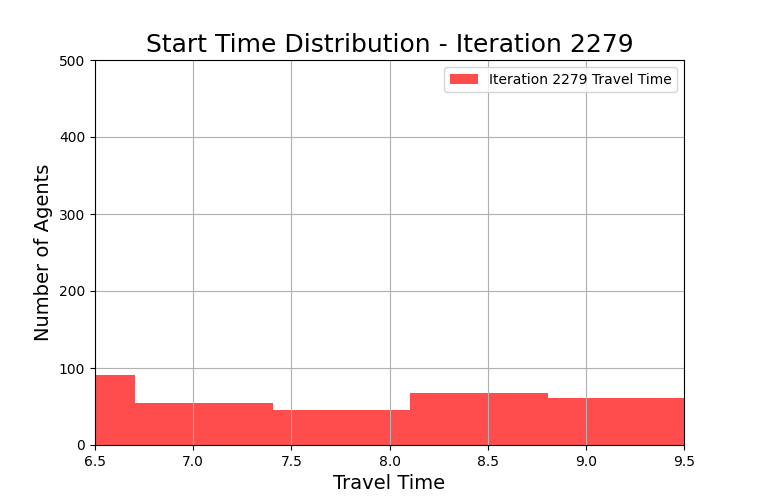 Start Time Distribution - Iteration 2279
Iteration 2279 Travel Time
Number of Agents
500
400
300
200
100
0
6.5 7.0 7.5 8.0 8.5 9.0 9.5
Travel Time